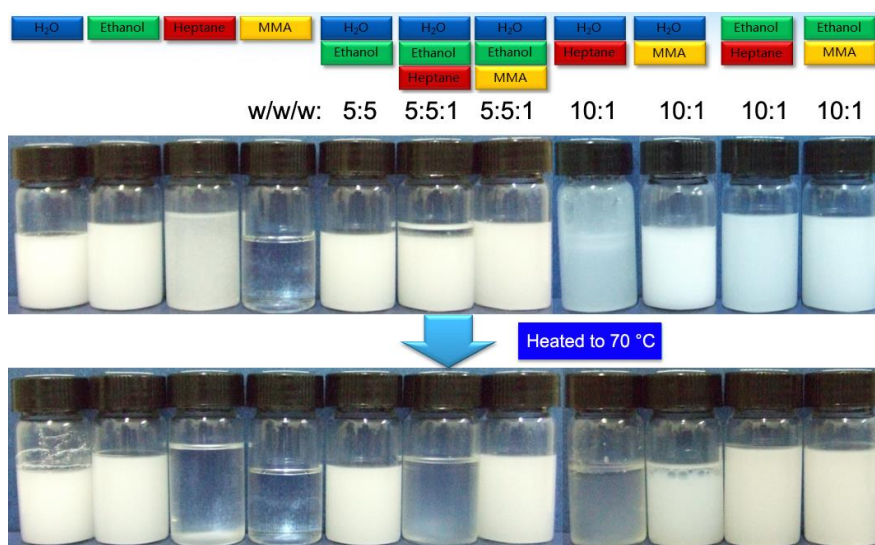 H₂O Ethanol Heptane MMA H₂O H₂O H₂O H₂O H₂O Ethanol Ethanol
Ethanol Ethanol Ethanol Heptane MMA Heptane MMA
Heptane MMA
w/w/w: 5:5 5:5:1 5:5:1 10:1 10:1 10:1 10:1
Heated to 70 °C